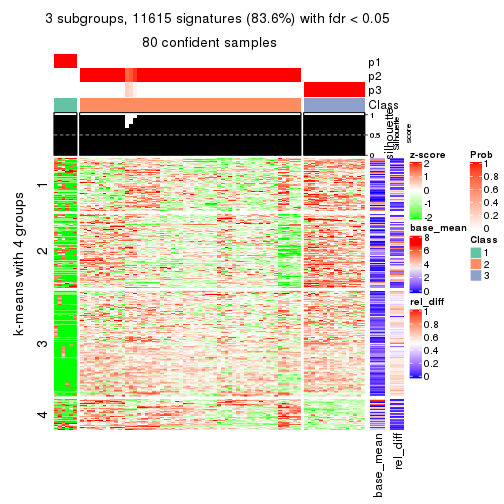 3 subgroups, 11615 signatures (83.6%) with fdr < 0.05
80 confident samples
p1
p2
p3
Class
1
0.5
0
silhouette
Silhouette
score
k-means with 4 groups
1
2
3
4
base_mean
rel_diff
z-score
2
1
0
-1
-2
base_mean
8
6
4
2
0
rel_diff
1
0.8
0.6
0.4
0.2
0
Prob
1
0.8
0.6
0.4
0.2
0
Class
1
2
3